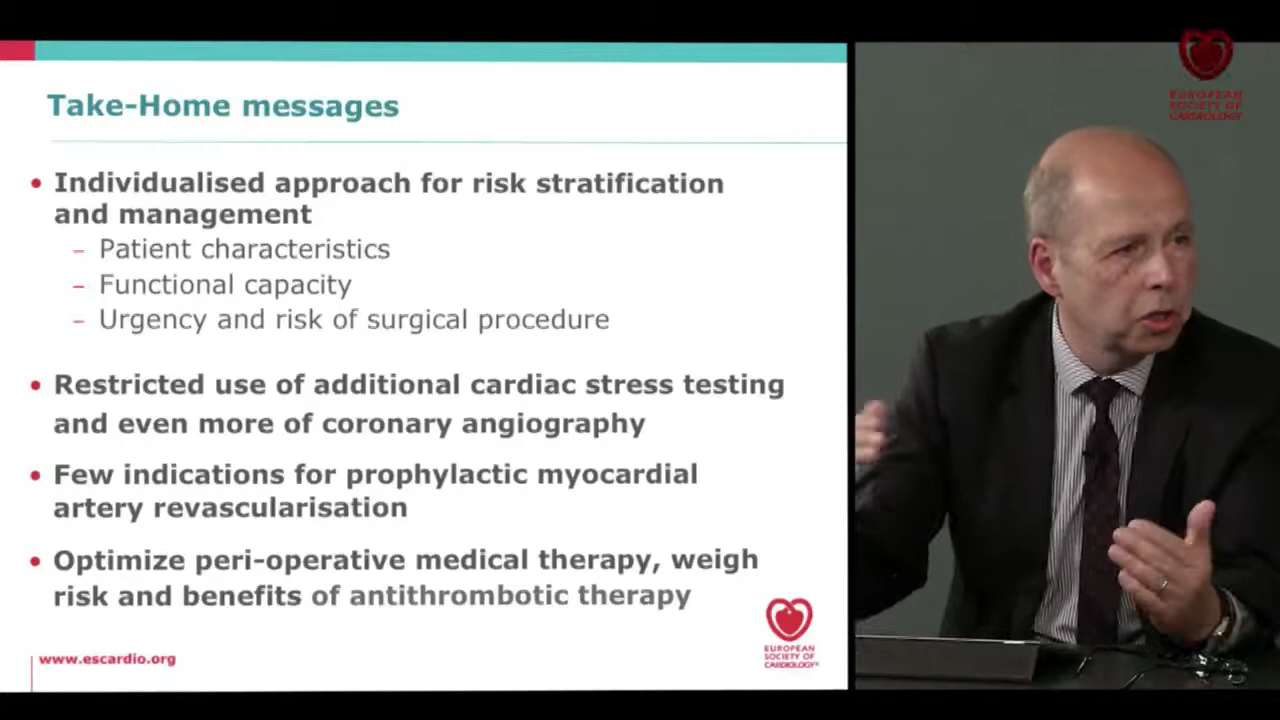 Take-Home messages
• Individualised approach for risk stratification
and management
– Patient characteristics
– Functional capacity
– Urgency and risk of surgical procedure
• Restricted use of additional cardiac stress testing
and even more of coronary angiography
• Few indications for prophylactic myocardial
artery revascularisation
• Optimize peri-operative medical therapy, weigh
risk and benefits of antithrombotic therapy
www.escardio.org
EUROPEAN
SOCIETY OF
CARDIOLOGY®
EUROPEAN
SOCIETY OF
CARDIOLOGY